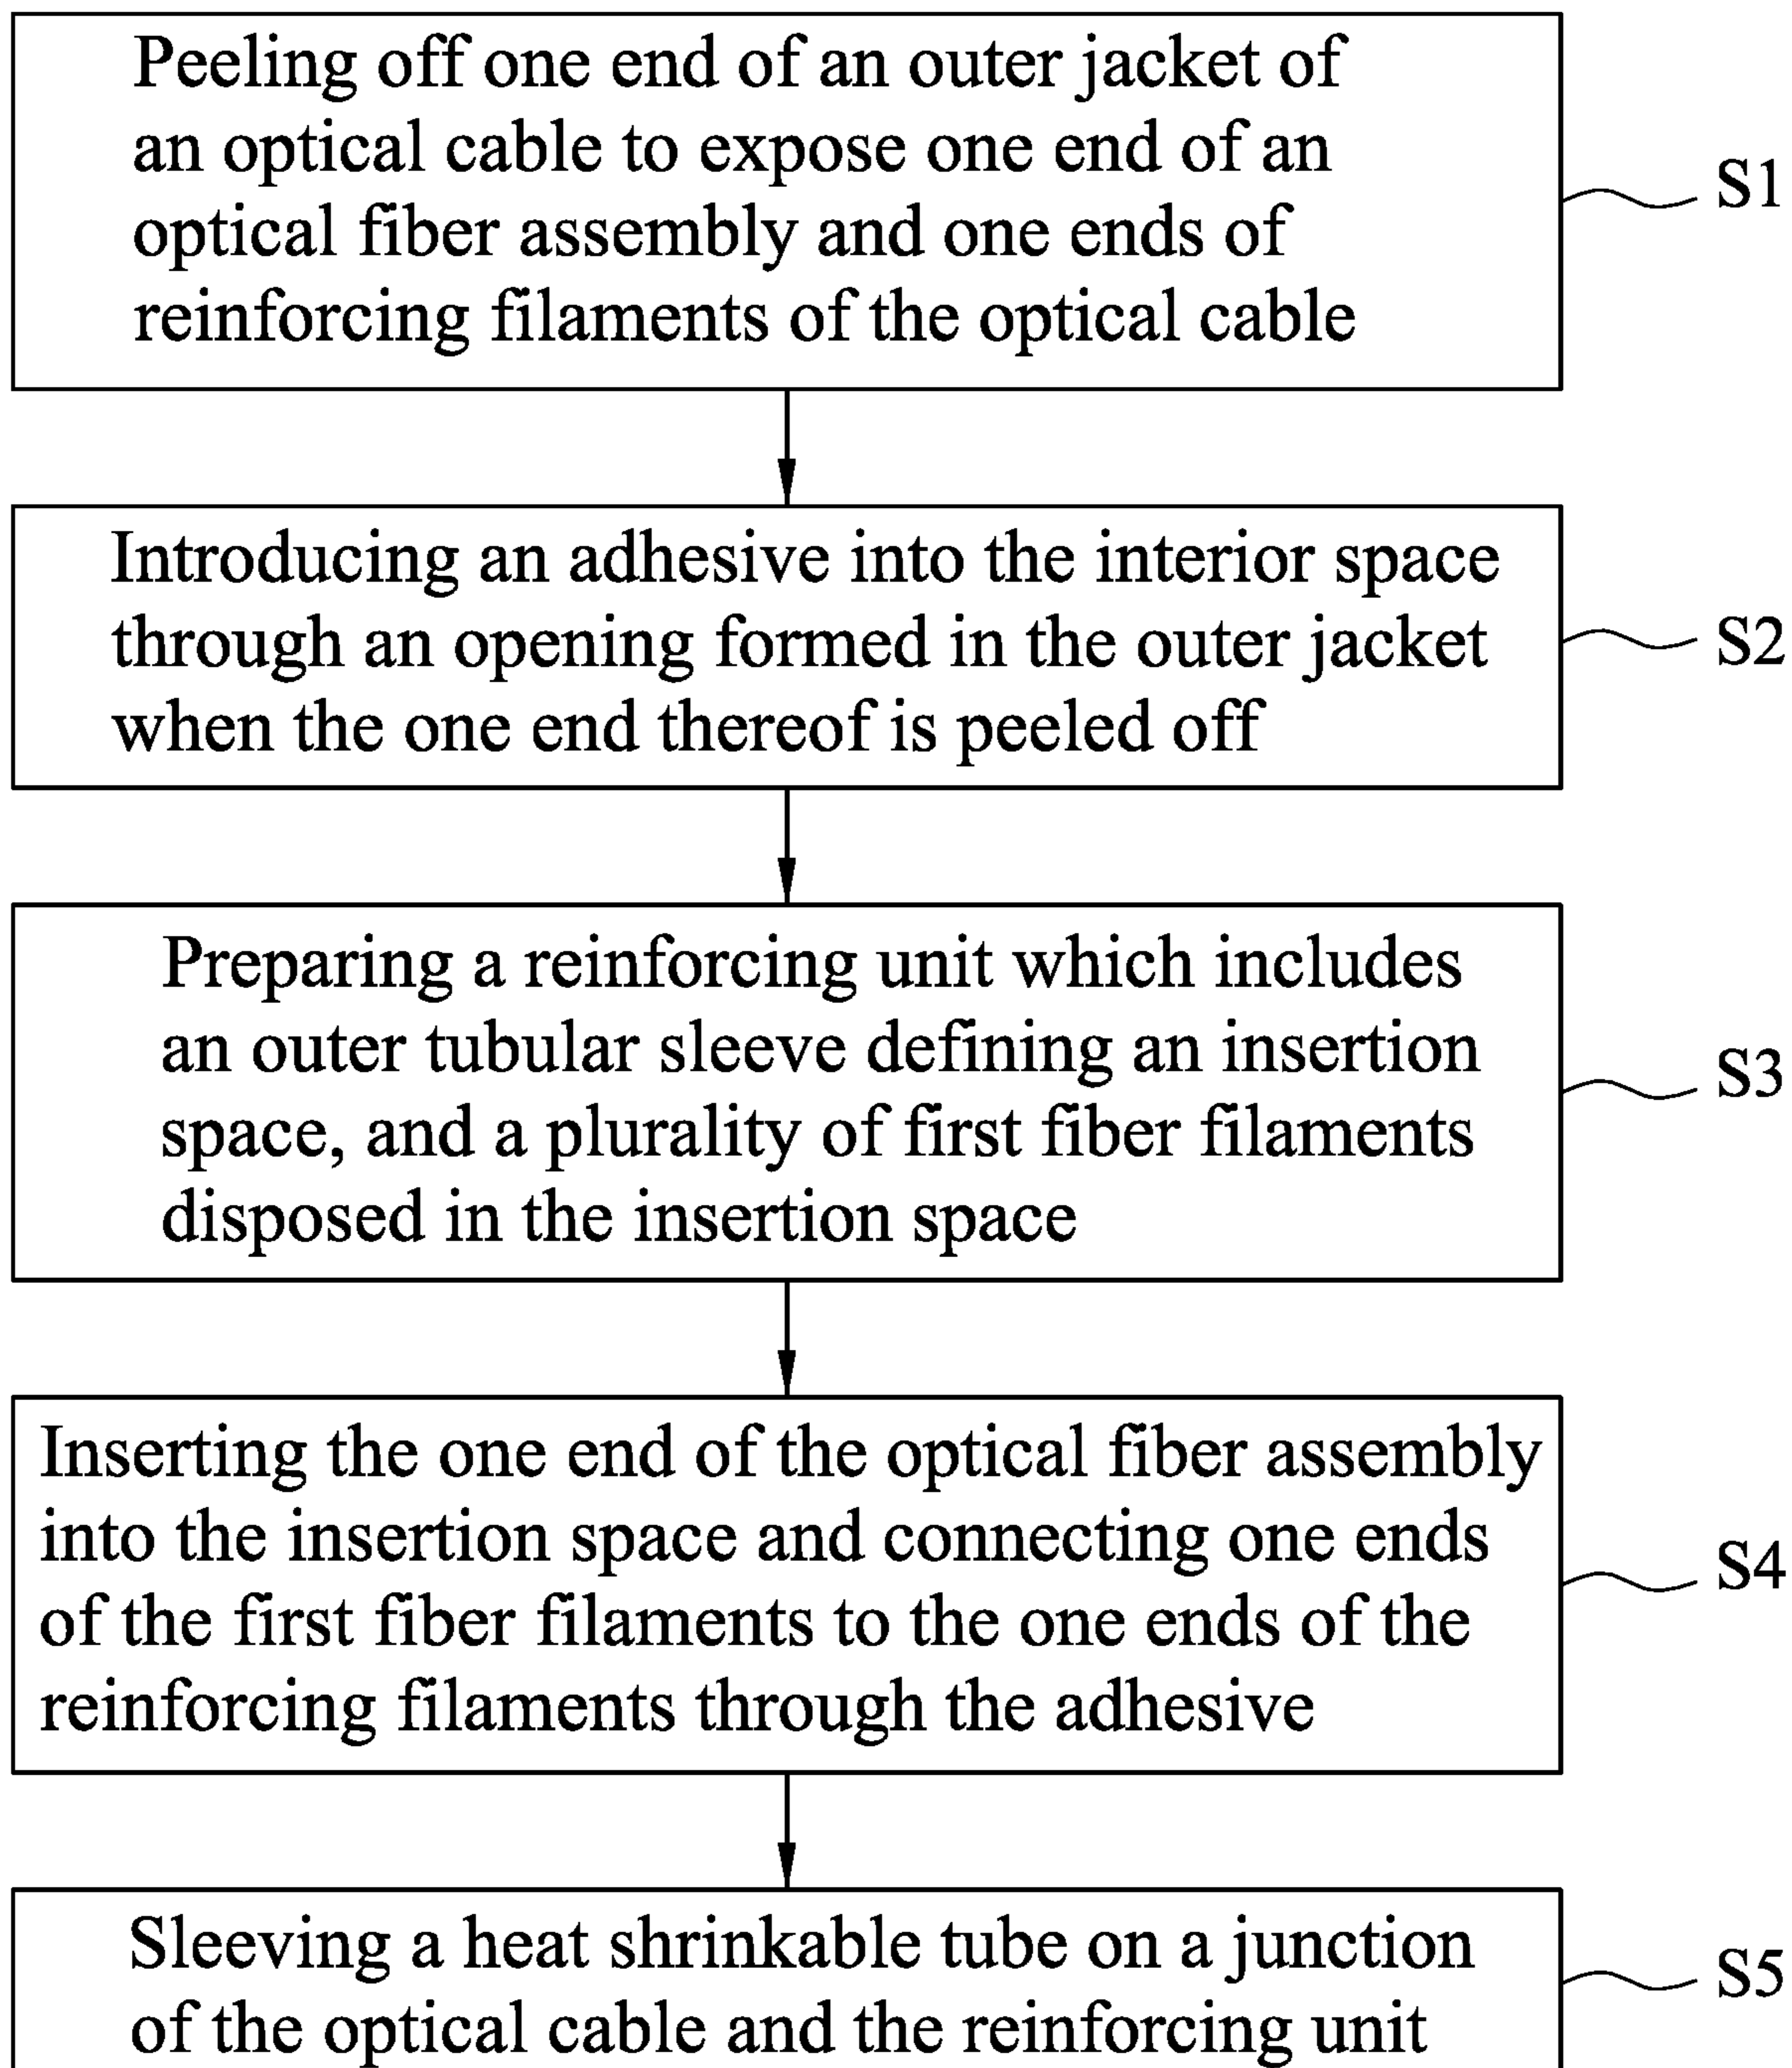 Peeling off one end of an outer jacket of
an optical cable to expose one end of an
optical fiber assembly and one ends of
reinforcing filaments of the optical cable
S1
Introducing an adhesive into the interior space
through an opening formed in the outer jacket
when the one end thereof is peeled off
S2
Preparing a reinforcing unit which includes
an outer tubular sleeve defining an insertion
space, and a plurality of first fiber filaments
disposed in the insertion space
S3
Inserting the one end of the optical fiber assembly
into the insertion space and connecting one ends
of the first fiber filaments to the one ends of the
reinforcing filaments through the adhesive
S4
Sleeving a heat shrinkable tube on a junction
of the optical cable and the reinforcing unit
S5